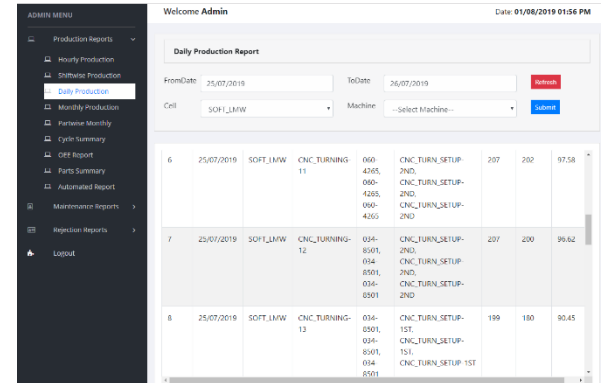 ADMIN MENU
Welcome Admin
Date: 01/08/2019 01:56 PM
Production Reports
Hourly Production
Shiftwise Production
Daily Production
Monthly Production
Partwise Monthly
Cycle Summary
OEE Report
Parts Summary
Automated Report
Maintenance Reports
Rejection Reports
Logout
Daily Production Report
FromDate 25/07/2019 ToDate 26/07/2019 Refresh
Cell SOFT_LMW Machine --Select Machine-- Submit
6 25/07/2019 SOFT_LMW CNC_TURNING- 060- CNC_TURN_SETUP- 207 202 97.58
11 4265, 2ND,
060- CNC_TURN_SETUP-
4265, 2ND,
060- CNC_TURN_SETUP-
4265 2ND
7 25/07/2019 SOFT_LMW CNC_TURNING- 034- CNC_TURN_SETUP- 207 200 96.62
12 8501, 2ND,
034- CNC_TURN_SETUP-
8501, 2ND,
034- CNC_TURN_SETUP-
8501 2ND
8 25/07/2019 SOFT_LMW CNC_TURNING- 034- CNC_TURN_SETUP- 199 180 90.45
13 8501, 1ST,
034- CNC_TURN_SETUP-
8501, 1ST,
034- CNC_TURN_SETUP-1ST
8501